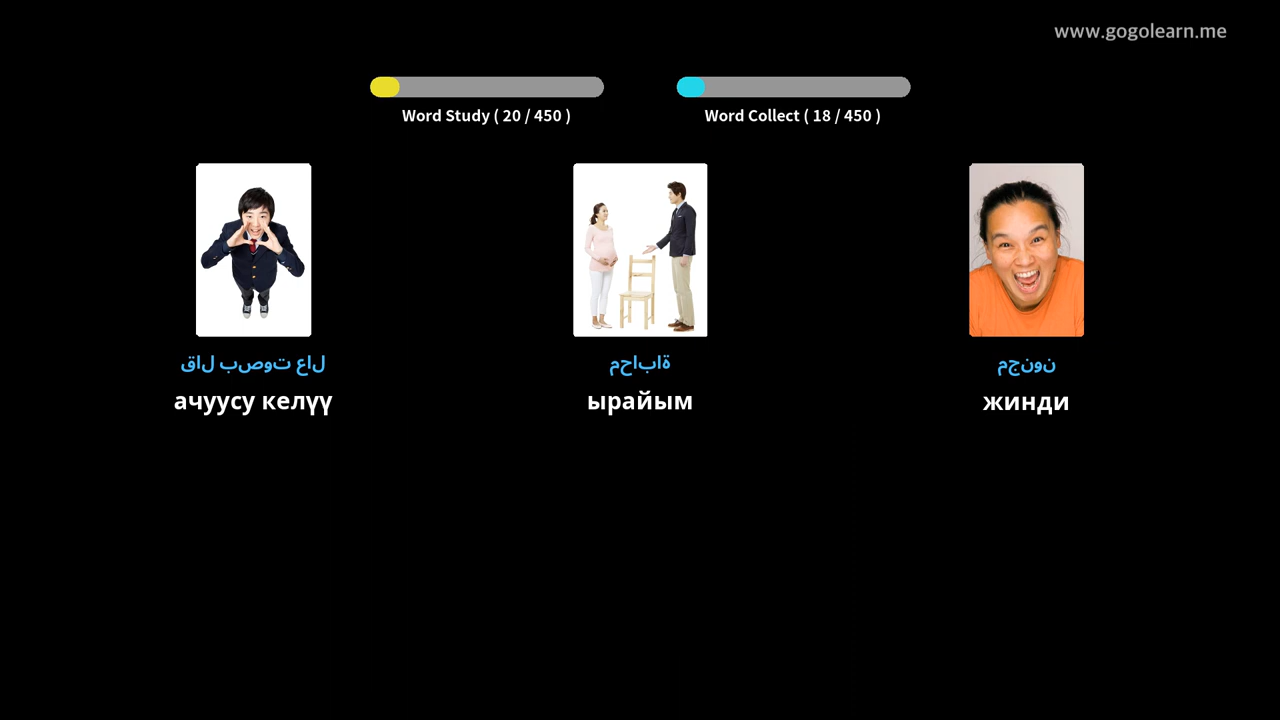 www.gogolearn.me
Word Study ( 20 / 450 )
Word Collect ( 18 / 450 )
قال بصوت عال
محاباة
مجنون
ачуусу келүү
ырайым
жинди